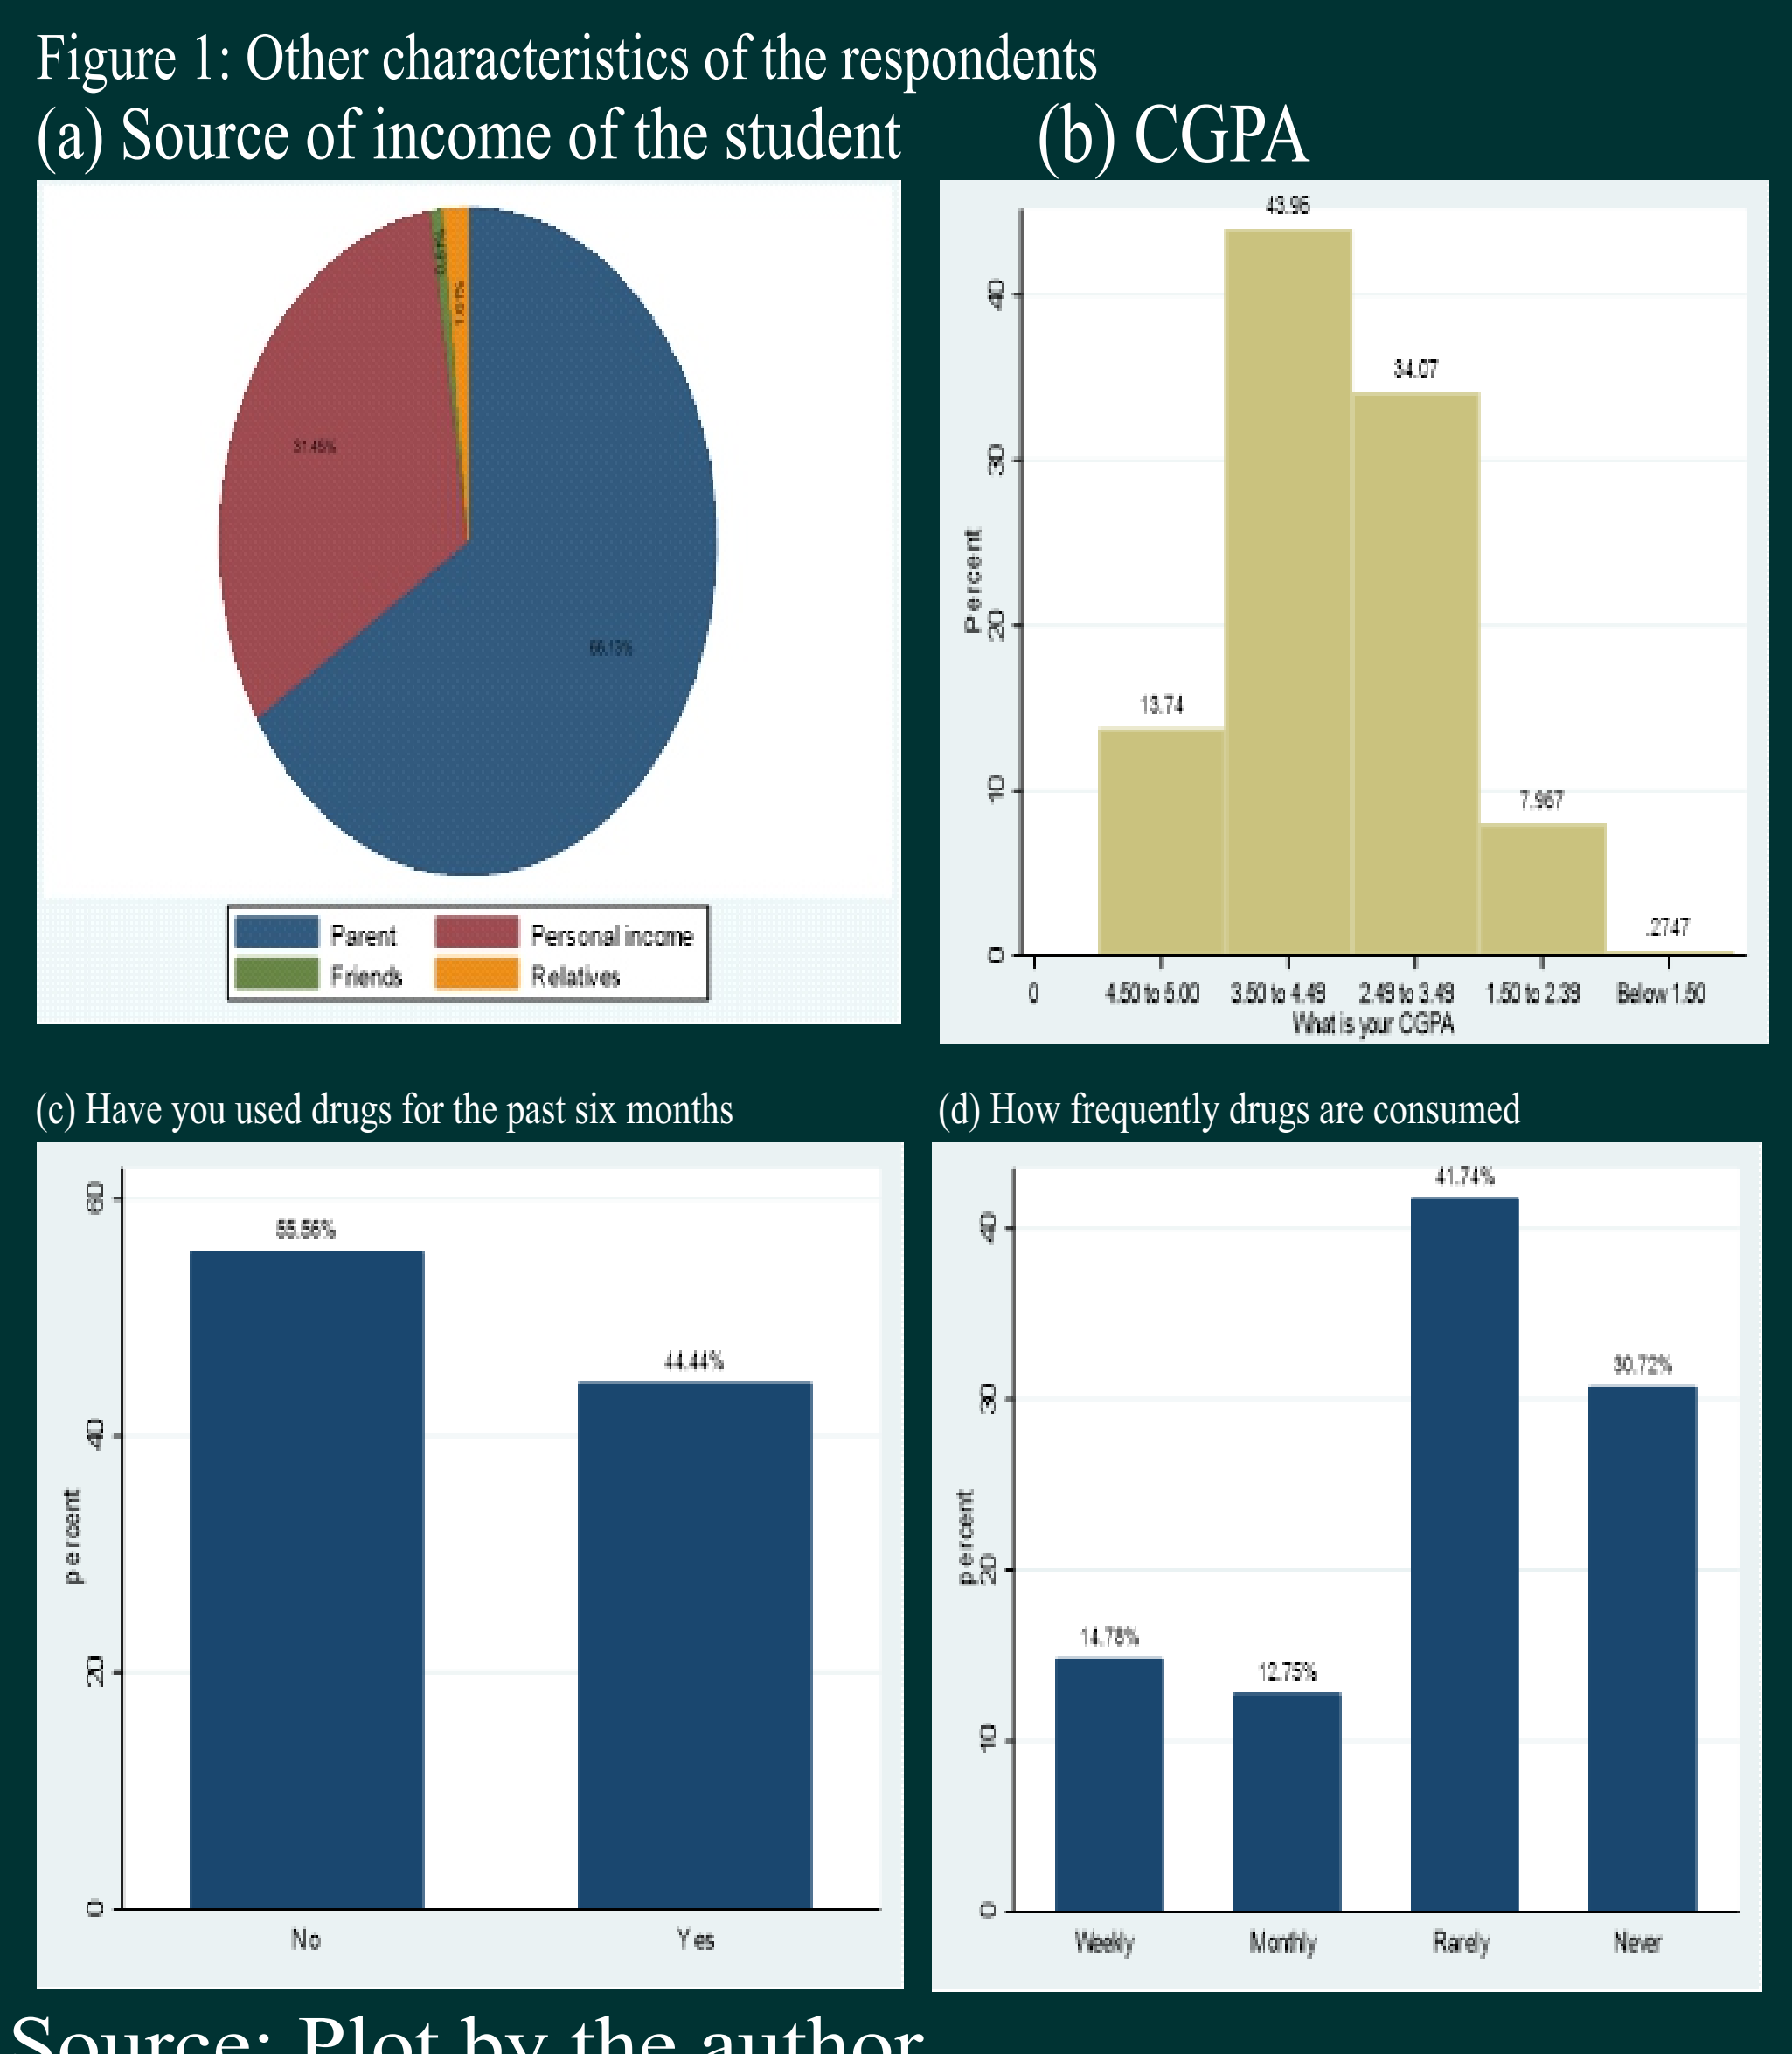 Figure 1: Other characteristics of the respondents
(a) Source of income of the student
(b) CGPA
31.45%
66.13%
1.61%
Parent
Personal income
Friends
Relatives
43.96
34.07
13.74
7.967
.2747
Percent
40
30
20
10
0
0
4.50 to 5.00
3.50 to 4.49
2.49 to 3.49
1.50 to 2.39
Below 1.50
What is your CGPA
(c) Have you used drugs for the past six months
60
40
20
0
percent
55.56%
44.44%
No
Yes
(d) How frequently drugs are consumed
40
30
20
10
0
percent
14.78%
12.75%
41.74%
30.72%
Weekly
Monthly
Rarely
Never
Source: Plot by the author